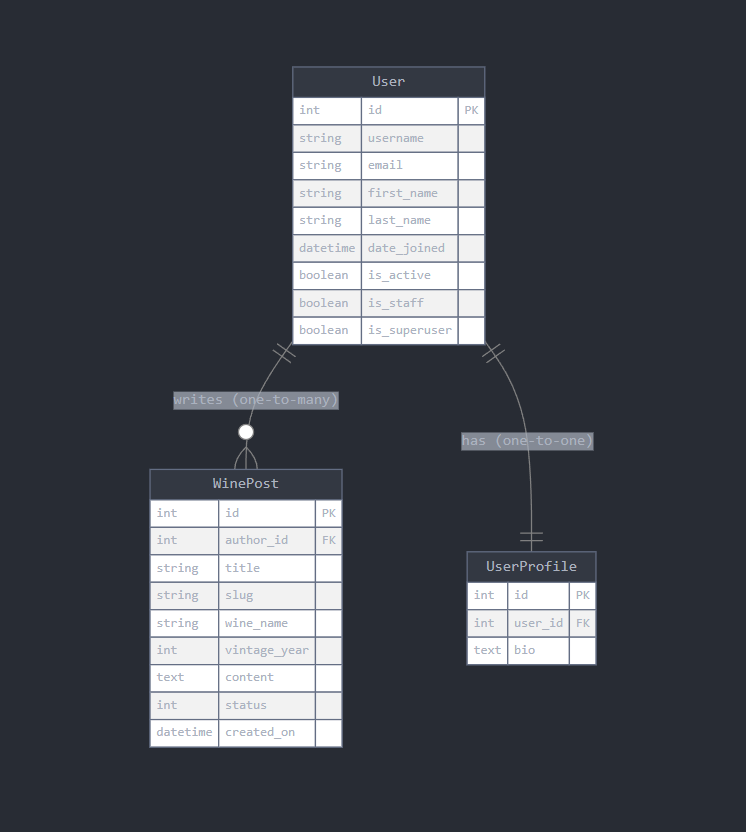 User
int id PK
string username
string email
string first_name
string last_name
datetime date_joined
boolean is_active
boolean is_staff
boolean is_superuser
writes (one-to-many)
has (one-to-one)
WinePost
int id PK
int author_id FK
string title
string slug
string wine_name
int vintage_year
text content
int status
datetime created_on
UserProfile
int id PK
int user_id FK
text bio